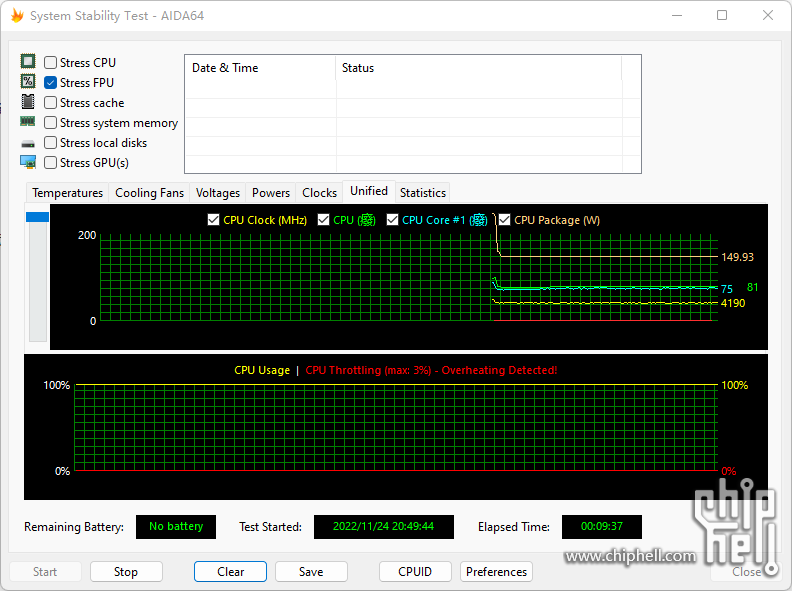 System Stability Test - AIDA64
Stress CPU
Stress FPU
Stress cache
Stress system memory
Stress local disks
Stress GPU(s)
Date & Time Status
Temperatures Cooling Fans Voltages Powers Clocks Unified Statistics
CPU Clock (MHz) CPU (癈) CPU Core #1 (癈) CPU Package (W)
200
149.93
75 81
4190
0
CPU Usage | CPU Throttling (max: 3%) - Overheating Detected!
100% 100%
0% 0%
Remaining Battery: No battery Test Started: 2022/11/24 20:49:44 Elapsed Time: 00:09:37
chip hell
www.chiphell.com
Start Stop Clear Save CPUID Preferences Close